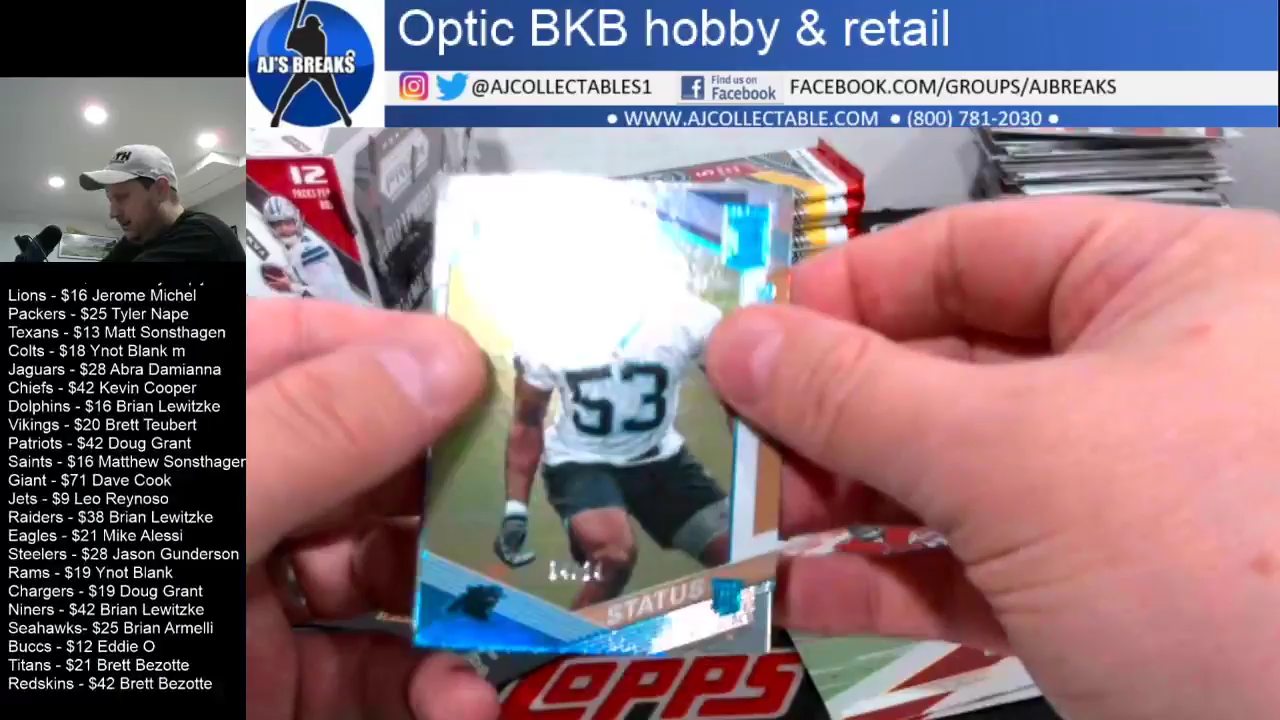 Optic BKB hobby & retail
AJ'S BREAKS
@AJCOLLECTABLES1
Find us on
Facebook
FACEBOOK.COM/GROUPS/AJBREAKS
• WWW.AJCOLLECTABLE.COM • (800) 781-2030 •
12
PACKS PER
53
STATUS
TOPPS
Lions - $16 Jerome Michel
Packers - $25 Tyler Nape
Texans - $13 Matt Sonsthagen
Colts - $18 Ynot Blank m
Jaguars - $28 Abra Damianna
Chiefs - $42 Kevin Cooper
Dolphins - $16 Brian Lewitzke
Vikings - $20 Brett Teubert
Patriots - $42 Doug Grant
Saints - $16 Matthew Sonsthager
Giant - $71 Dave Cook
Jets - $9 Leo Reynoso
Raiders - $38 Brian Lewitzke
Eagles - $21 Mike Alessi
Steelers - $28 Jason Gunderson
Rams - $19 Ynot Blank
Chargers - $19 Doug Grant
Niners - $42 Brian Lewitzke
Seahawks- $25 Brian Armelli
Buccs - $12 Eddie O
Titans - $21 Brett Bezotte
Redskins - $42 Brett Bezotte